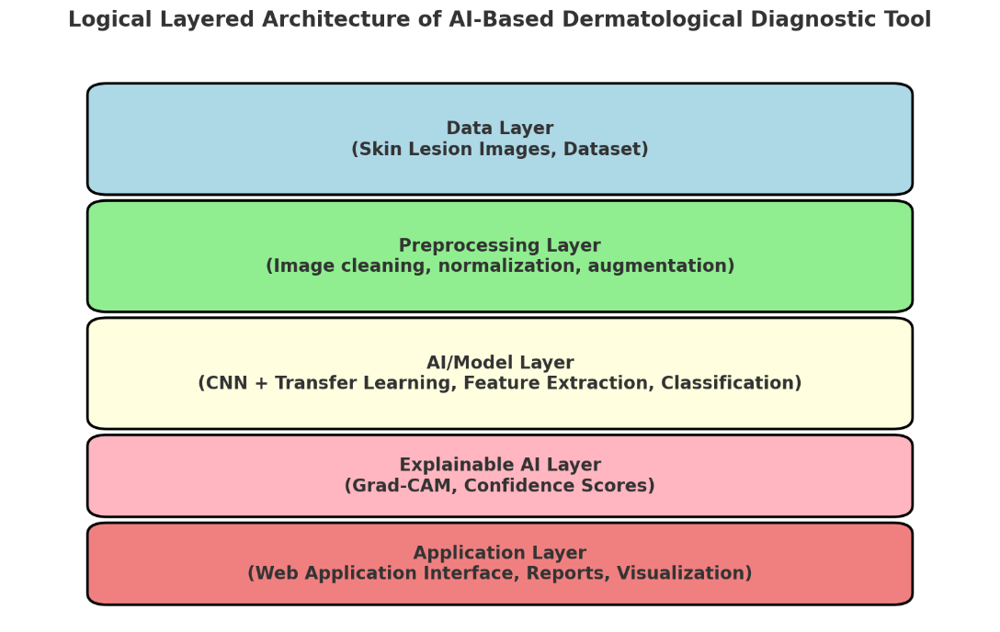 Logical Layered Architecture of AI-Based Dermatological Diagnostic Tool
Data Layer
(Skin Lesion Images, Dataset)
Preprocessing Layer
(Image cleaning, normalization, augmentation)
AI/Model Layer
(CNN + Transfer Learning, Feature Extraction, Classification)
Explainable AI Layer
(Grad-CAM, Confidence Scores)
Application Layer
(Web Application Interface, Reports, Visualization)